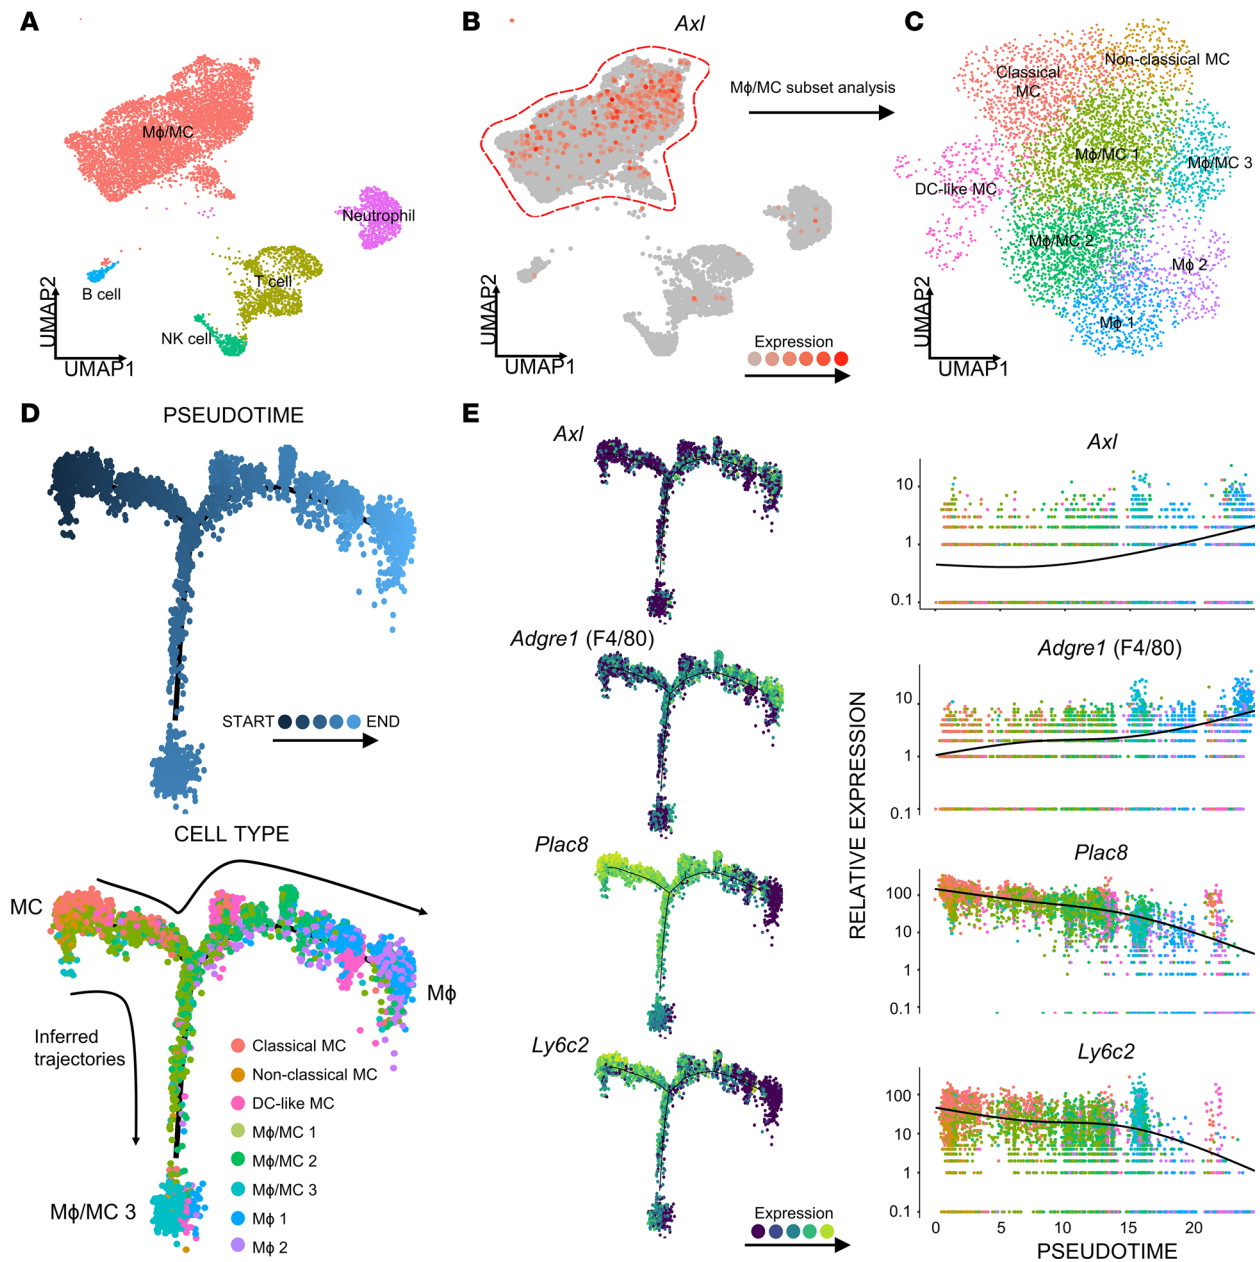 A
Mϕ/MC
Neutrophil
T cell
B cell
NK cell
UMAP2
UMAP1
B
Axl
Mϕ/MC subset analysis
Expression
UMAP2
UMAP1
C
Non-classical MC
Classical
MC
Mϕ/MC 1
Mϕ/MC 3
DC-like MC
Mϕ/MC 2
Mϕ 2
Mϕ 1
UMAP2
UMAP1
D
PSEUDOTIME
START
END
CELL TYPE
MC
Mϕ
Inferred
trajectories
Mϕ/MC 3
Classical MC
Non-classical MC
DC-like MC
Mϕ/MC 1
Mϕ/MC 2
Mϕ/MC 3
Mϕ 1
Mϕ 2
E
Axl
Adgre1 (F4/80)
Plac8
Ly6c2
Expression
RELATIVE EXPRESSION
Axl
10
1
0.1
Adgre1 (F4/80)
10
1
0.1
Plac8
100
10
1
0.1
Ly6c2
100
10
1
0.1
0 5 10 15 20
PSEUDOTIME